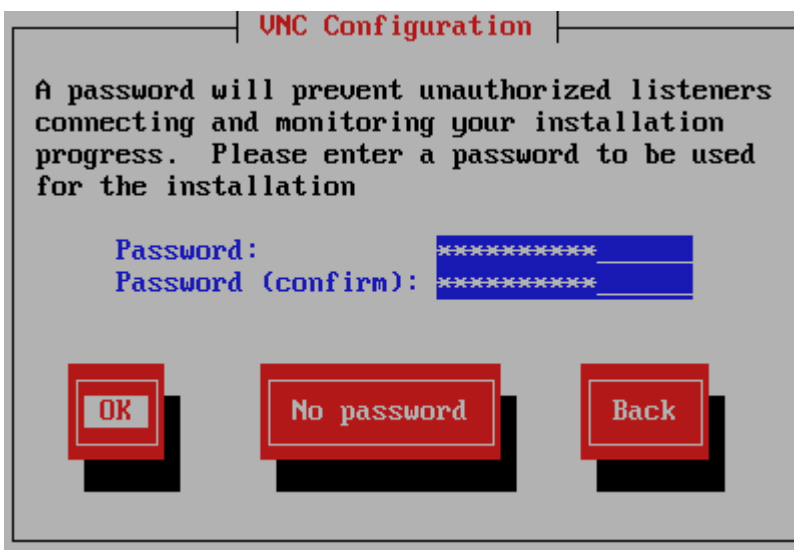 VNC Configuration
A password will prevent unauthorized listeners
connecting and monitoring your installation
progress.  Please enter a password to be used
for the installation
Password: **********
Password (confirm): **********
OK No password Back